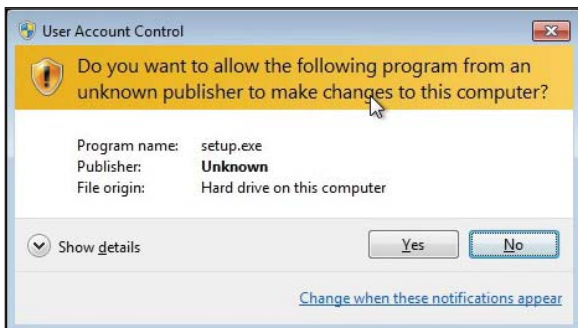 User Account Control
Do you want to allow the following program from an
unknown publisher to make changes to this computer?
Program name: setup.exe
Publisher: Unknown
File origin: Hard drive on this computer
Show details
Yes
No
Change when these notifications appear